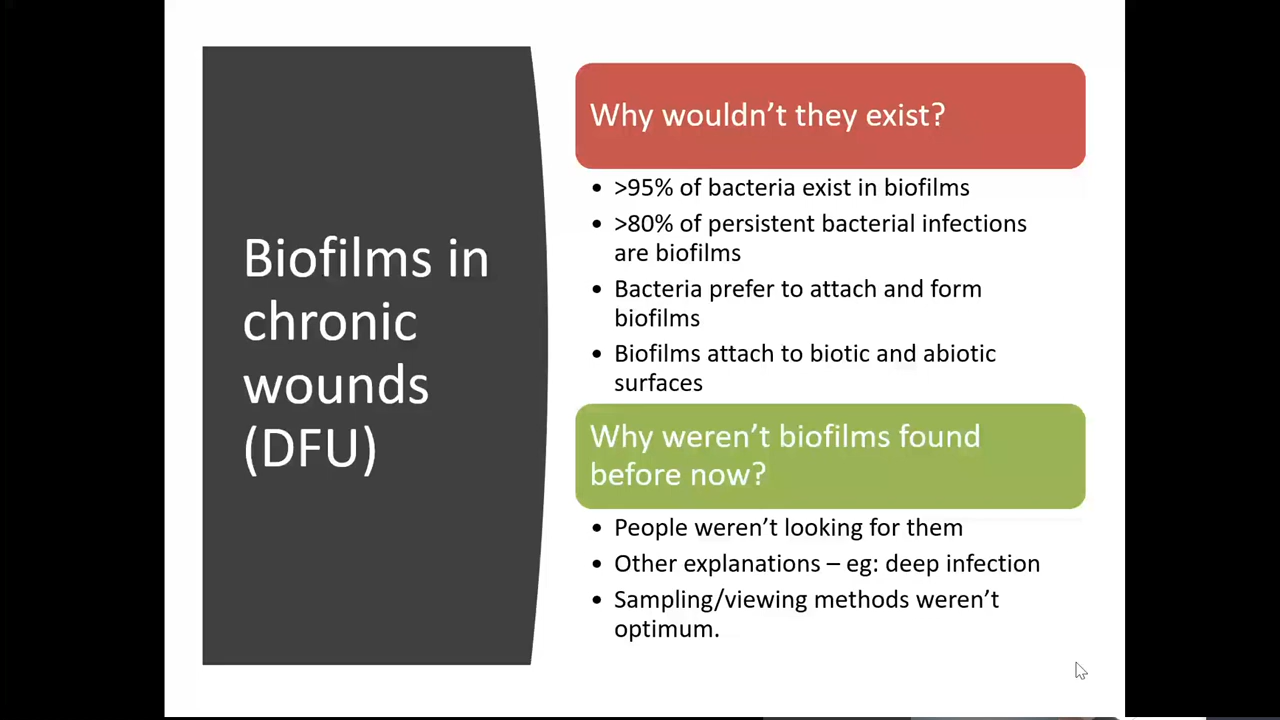 Biofilms in
chronic
wounds
(DFU)
Why wouldn’t they exist?
• >95% of bacteria exist in biofilms
• >80% of persistent bacterial infections
are biofilms
• Bacteria prefer to attach and form
biofilms
• Biofilms attach to biotic and abiotic
surfaces
Why weren’t biofilms found
before now?
• People weren’t looking for them
• Other explanations – eg: deep infection
• Sampling/viewing methods weren’t
optimum.